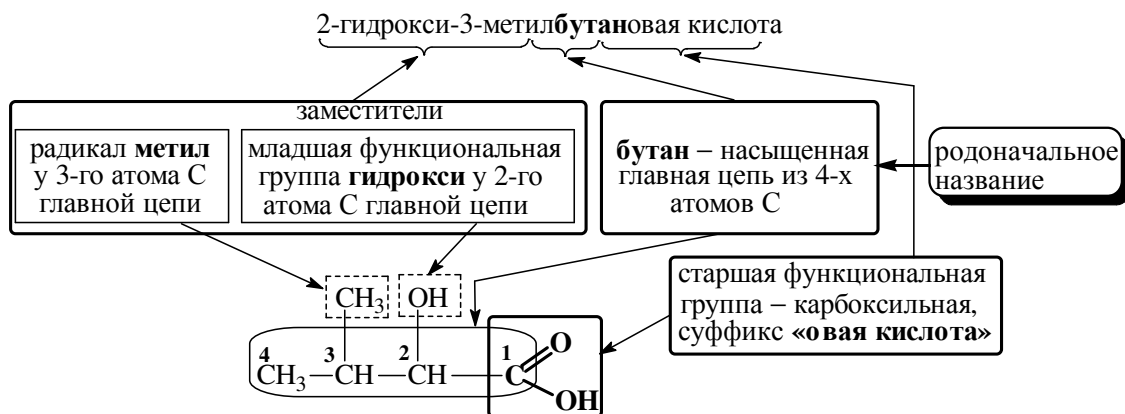 2-гидрокси-3-метилбутановая кислота
заместители
радикал метил
у 3-го атома С
главной цепи
младшая функциональная
группа гидрокси у 2-го
атома С главной цепи
бутан – насыщенная
главная цепь из 4-х
атомов С
родоначальное
название
старшая функциональная
группа – карбоксильная,
суффикс «овая кислота»
CH3 OH
4 3 2 1 O
CH3 CH CH C
OH